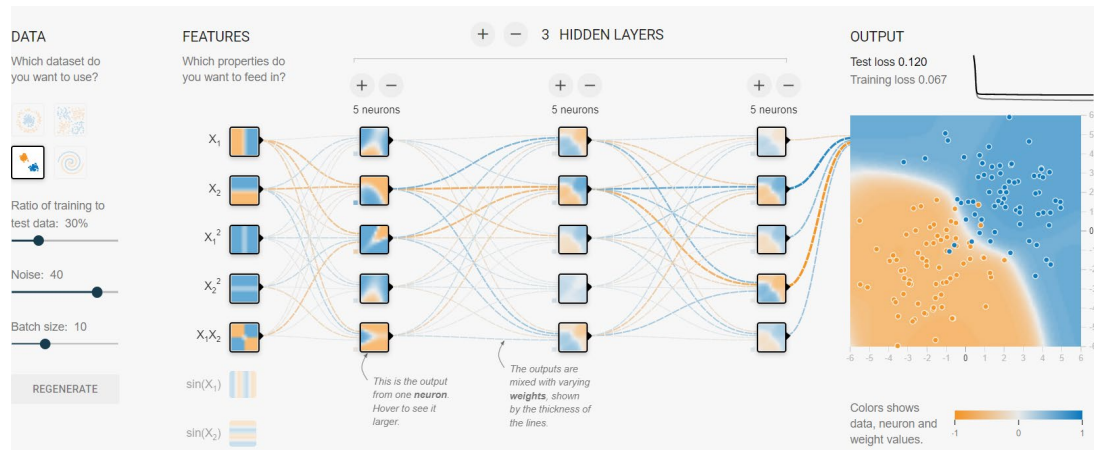 DATA
Which dataset do
you want to use?
Ratio of training to
test data: 30%
Noise: 40
Batch size: 10
REGENERATE
FEATURES
Which properties do
you want to feed in?
X₁
X₂
X₁²
X₂²
X₁X₂
sin(X₁)
sin(X₂)
+ − 3 HIDDEN LAYERS
+ −
5 neurons
+ −
5 neurons
+ −
5 neurons
This is the output
from one neuron.
Hover to see it
larger.
The outputs are
mixed with varying
weights, shown
by the thickness of
the lines.
OUTPUT
Test loss 0.120
Training loss 0.067
6
5
4
3
2
1
0
-1
-2
-3
-4
-5
-6
-6 -5 -4 -3 -2 -1 0 1 2 3 4 5 6
Colors shows
data, neuron and
weight values.
-1 0 1